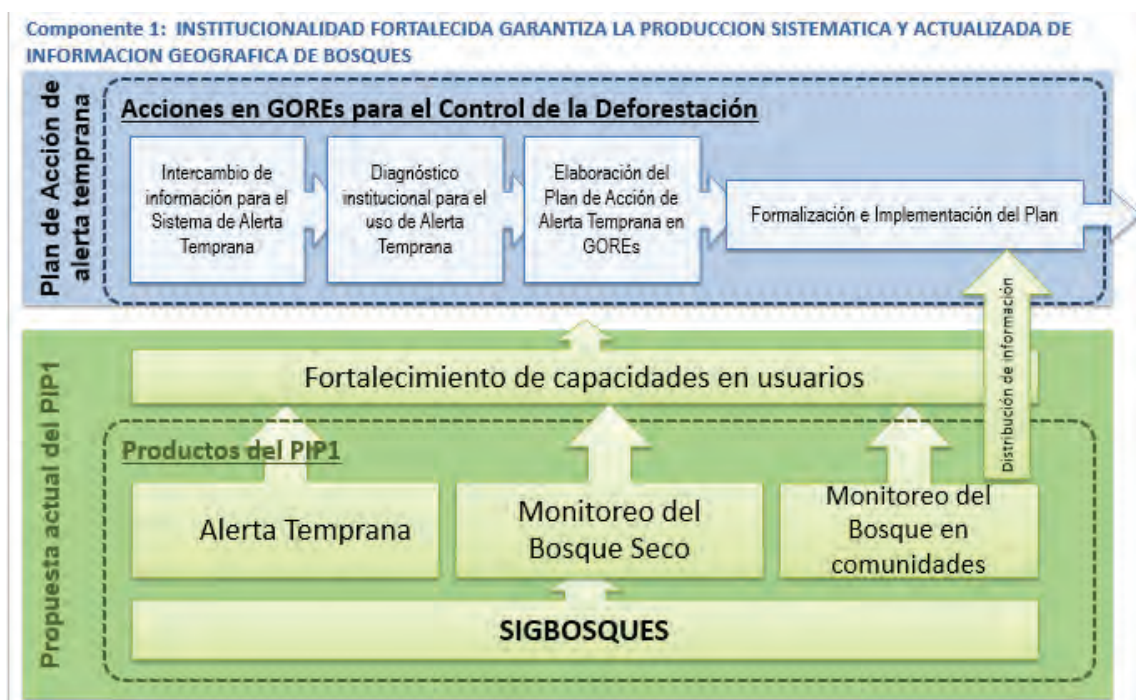 Componente 1: INSTITUCIONALIDAD FORTALECIDA GARANTIZA LA PRODUCCION SISTEMATICA Y ACTUALIZADA DE
INFORMACION GEOGRAFICA DE BOSQUES
Plan de Acción de
alerta temprana
Acciones en GOREs para el Control de la Deforestación
Intercambio de
información para el
Sistema de Alerta
Temprana
Diagnóstico
institucional para el
uso de Alerta
Temprana
Elaboración del
Plan de Acción de
Alerta Temprana en
GOREs
Formalización e Implementación del Plan
Propuesta actual del PIP1
Fortalecimiento de capacidades en usuarios
Distribución de información
Productos del PIP1
Alerta Temprana
Monitoreo del
Bosque Seco
Monitoreo del
Bosque en
comunidades
SIGBOSQUES